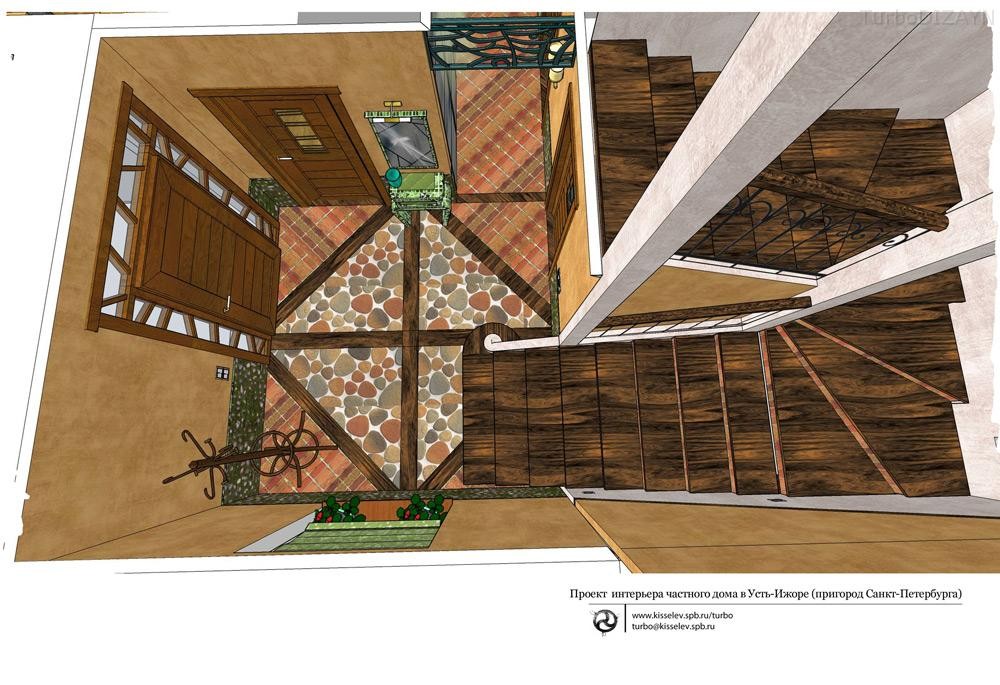 TurboDIZAYN
Проект интерьера частного дома в Усть-Ижоре (пригород Санкт-Петербурга)
www.kisselev.spb.ru/turbo
turbo@kisselev.spb.ru